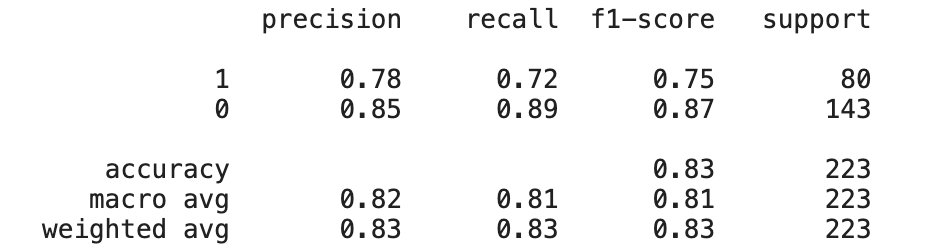 precision recall f1-score support
1 0.78 0.72 0.75 80
0 0.85 0.89 0.87 143
accuracy 0.83 223
macro avg 0.82 0.81 0.81 223
weighted avg 0.83 0.83 0.83 223